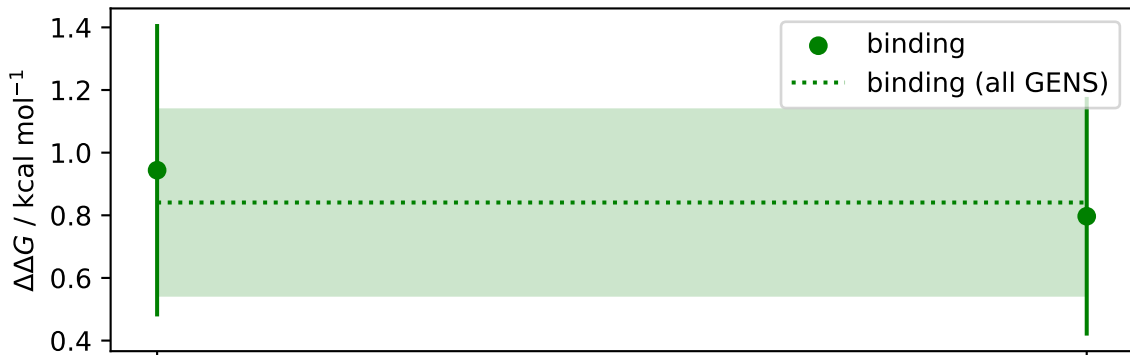 1.4
1.2
1.0
0.8
0.6
0.4
ΔΔG / kcal mol⁻¹
binding
binding (all GENS)